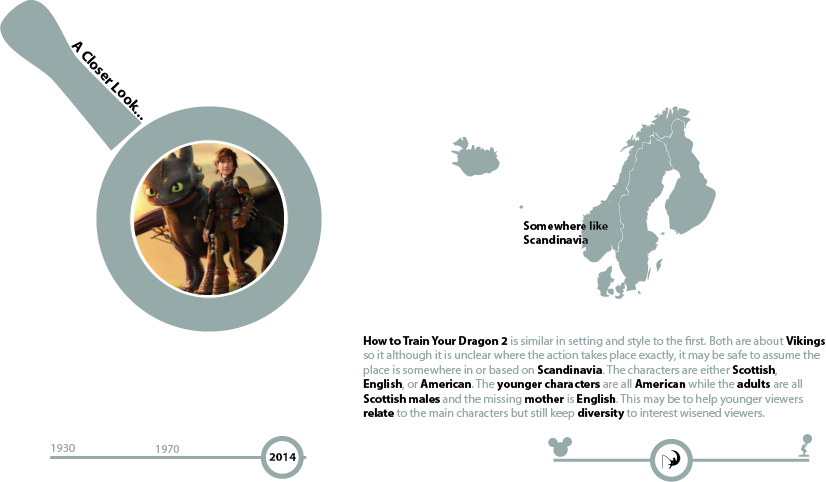 A Closer Look...
Somewhere like
Scandinavia
How to Train Your Dragon 2 is similar in setting and style to the first. Both are about Vikings
so it although it is unclear where the action takes place exactly, it may be safe to assume the
place is somewhere in or based on Scandinavia. The characters are either Scottish,
English, or American. The younger characters are all American while the adults are all
Scottish males and the missing mother is English. This may be to help younger viewers
relate to the main characters but still keep diversity to interest wisened viewers.
1930
1970
2014